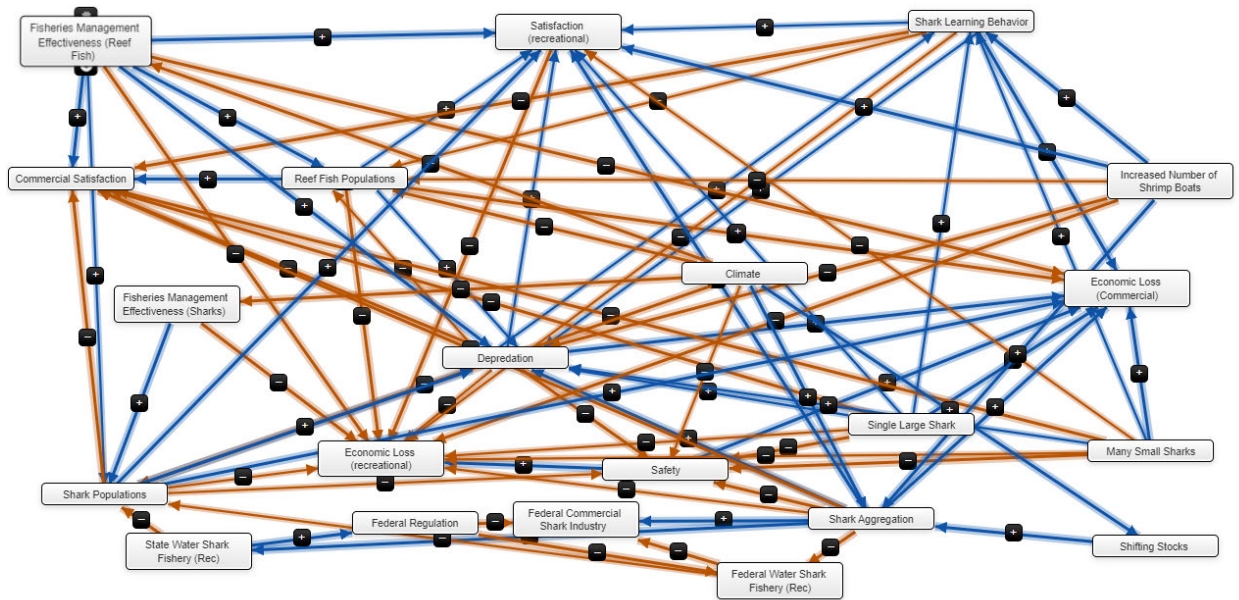 Fisheries Management
Effectiveness (Reef
Fish)
Satisfaction
(recreational)
Shark Learning Behavior
Commercial Satisfaction
Reef Fish Populations
Increased Number of
Shrimp Boats
Climate
Economic Loss
(Commercial)
Fisheries Management
Effectiveness (Sharks)
Depredation
Single Large Shark
Many Small Sharks
Economic Loss
(recreational)
Safety
Shark Populations
Federal Regulation
Federal Commercial
Shark Industry
Shark Aggregation
State Water Shark
Fishery (Rec)
Shifting Stocks
Federal Water Shark
Fishery (Rec)